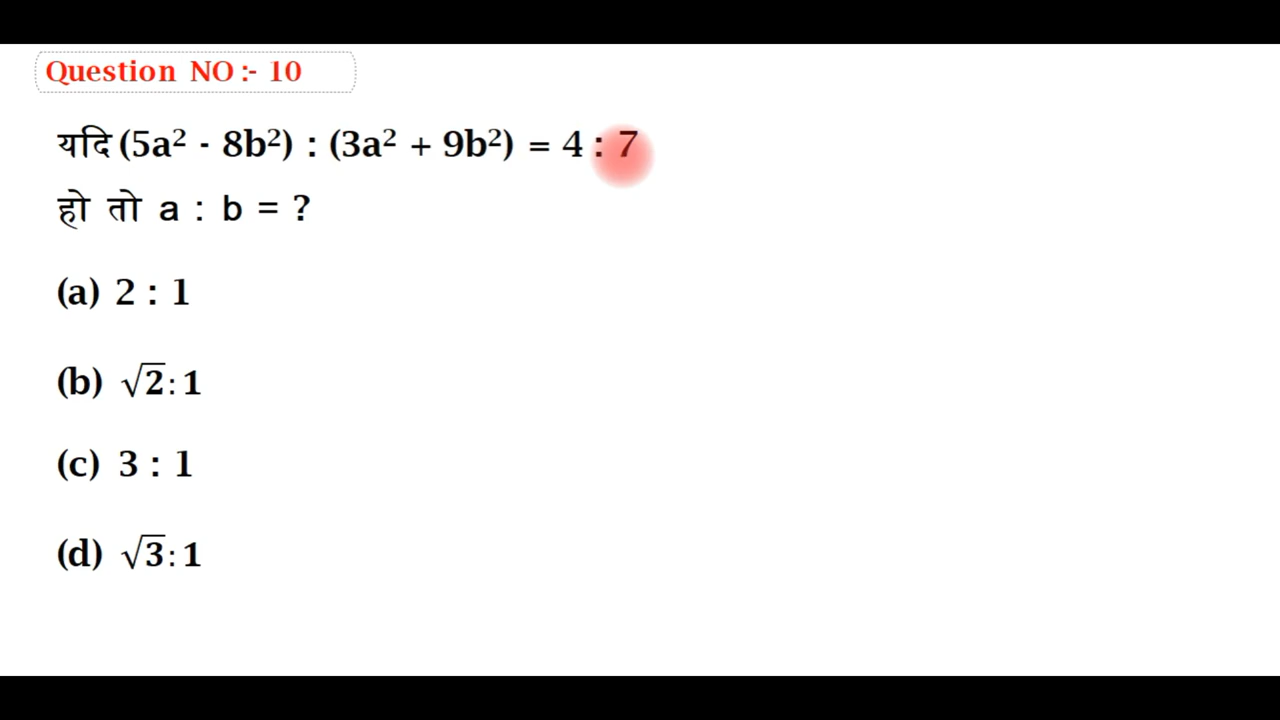 Question NO :- 10
यदि (5a² - 8b²) : (3a² + 9b²) = 4 : 7
हो तो a : b = ?
(a) 2 : 1
(b) √2 : 1
(c) 3 : 1
(d) √3 : 1